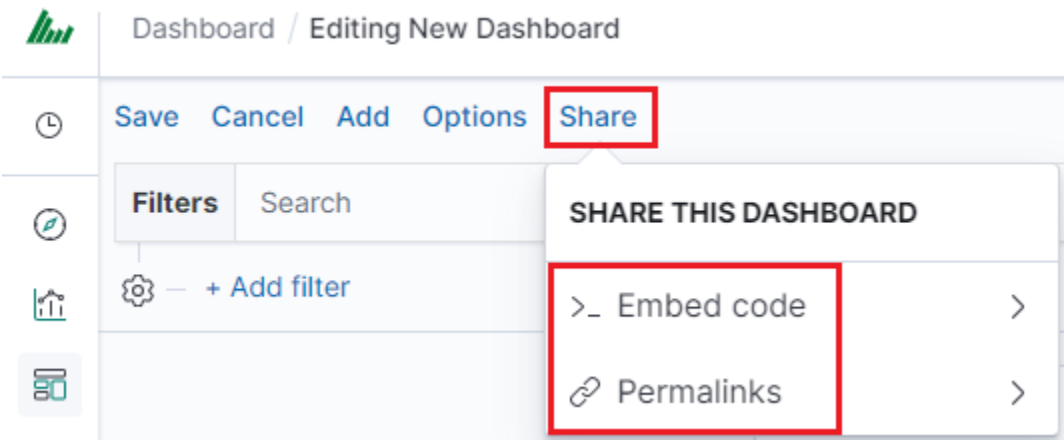 Dashboard / Editing New Dashboard
Save Cancel Add Options Share
Filters Search
SHARE THIS DASHBOARD
+ Add filter
>_ Embed code
Permalinks